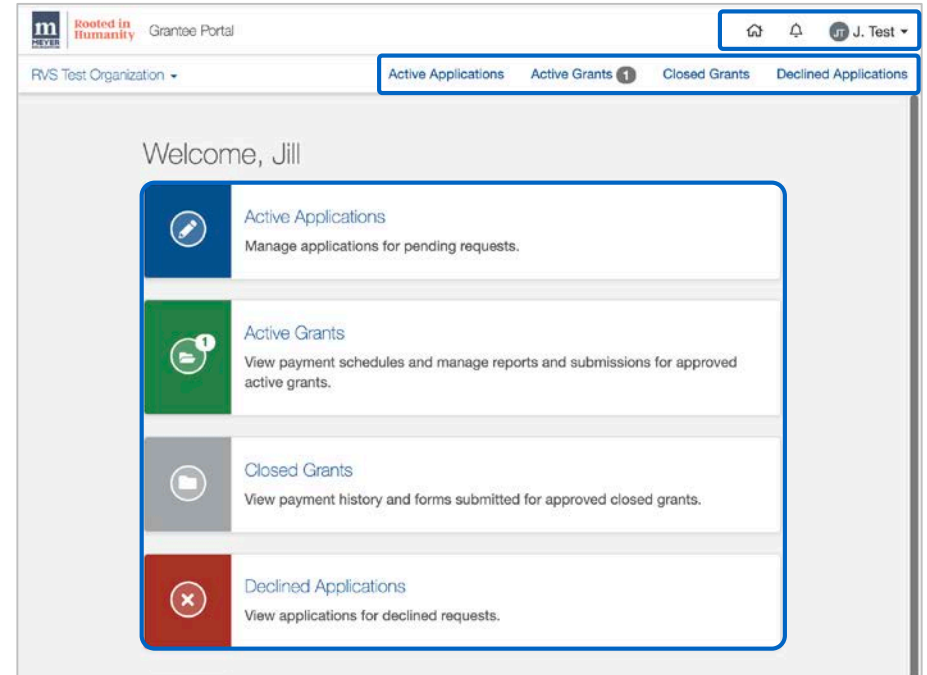 m
MEYER
Rooted in
Humanity
Grantee Portal
JT J. Test
RVS Test Organization
Active Applications Active Grants 1 Closed Grants Declined Applications
Welcome, Jill
Active Applications
Manage applications for pending requests.
1
Active Grants
View payment schedules and manage reports and submissions for approved
active grants.
Closed Grants
View payment history and forms submitted for approved closed grants.
Declined Applications
View applications for declined requests.